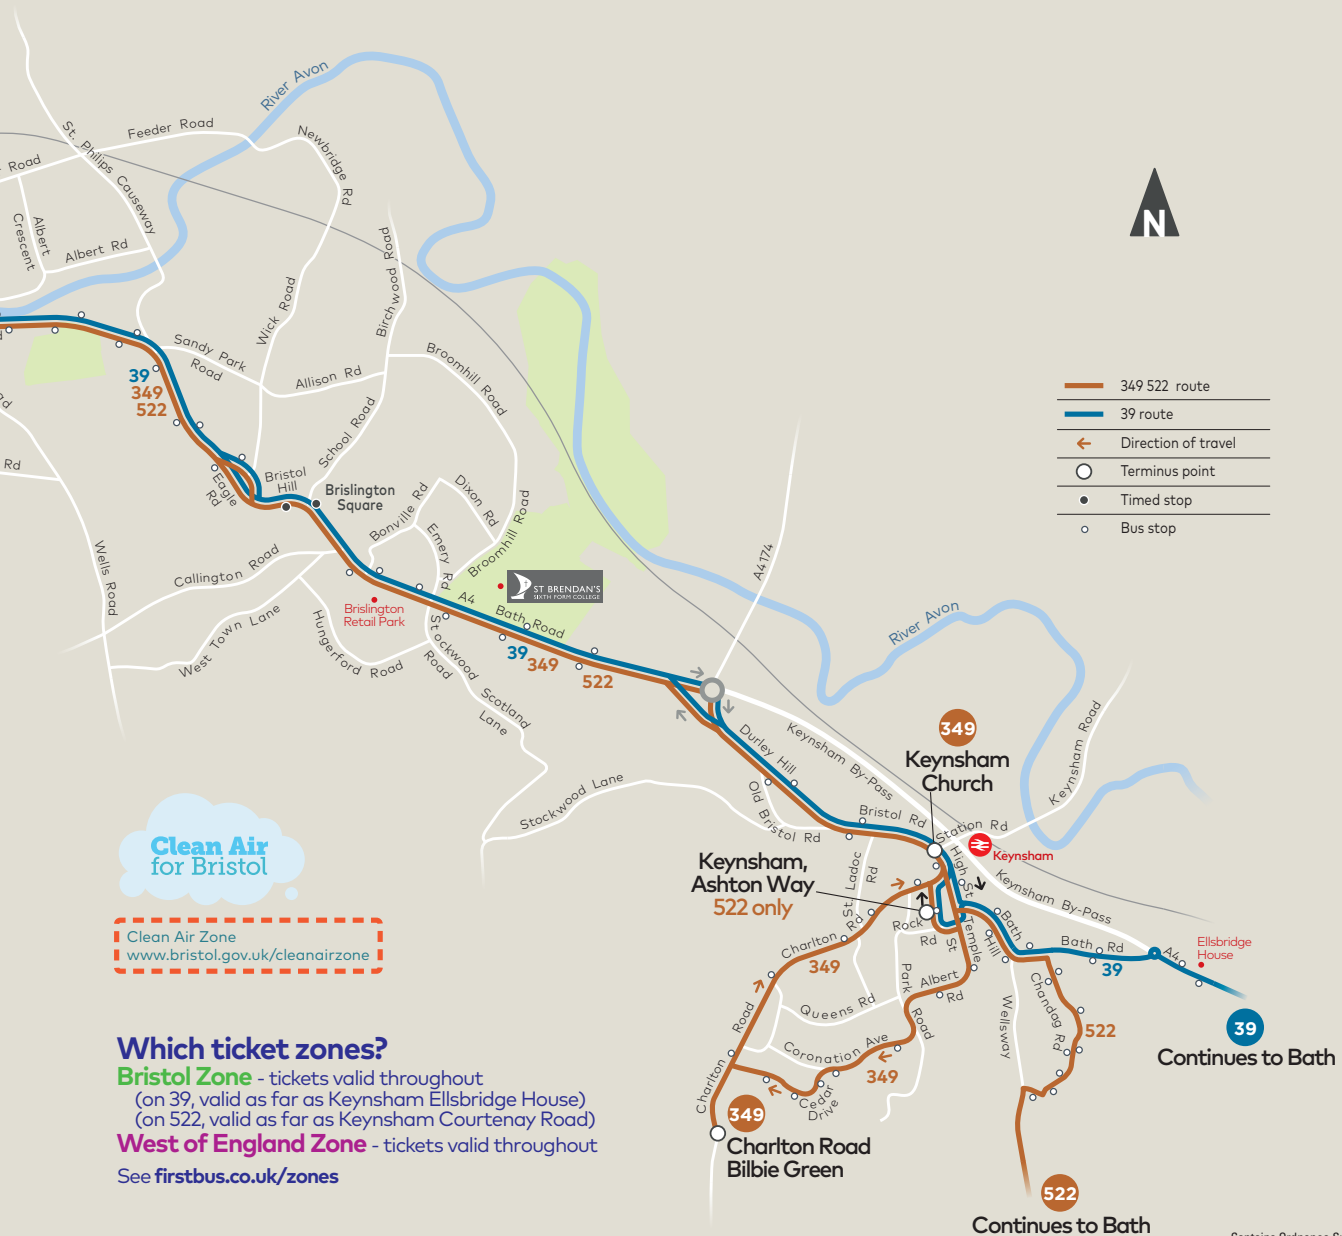 River Avon
St. Philips Causeway
Feeder Road
Newbridge Rd
Road
Albert
Crescent
Albert Rd
Birchwood Road
Wick Road
Sandy Park
Road
Allison Rd
Broomhill Road
39
349
522
School Road
Rd
Eagle
Rd
Bristol
Hill
Brislington
Square
Bonville Rd
Dixon Rd
Emery Rd
Broomhill Road
Wells Road
Callington Road
West Town Lane
Hungerford Road
Brislington
Retail Park
ST BRENDAN'S
SIXTH FORM COLLEGE
A4
Bath Road
Stockwood
Road
39
349
522
Scotland
Lane
Stockwood Lane
A4174
N
349 522 route
39 route
Direction of travel
Terminus point
Timed stop
Bus stop
River Avon
Keynsham Road
Durley Hill
Keynsham By-Pass
Old Bristol Rd
Bristol Rd
349
Keynsham
Church
Station Rd
Keynsham
Keynsham By-Pass
Keynsham,
Ashton Way
522 only
St. Ladoc
Rd
High St
Temple
St
Rock
Rd
Bath
Hill
Bath Rd
39
A4
Ellsbridge
House
39
Continues to Bath
Charlton Rd
349
Charlton Road
Queens Rd
Park
Road
Albert
Rd
Coronation Ave
349
Cedar
Drive
Wellsway
Chandag Rd
522
349
Charlton Road
Bilbie Green
522
Continues to Bath
Clean Air
for Bristol
Clean Air Zone
www.bristol.gov.uk/cleanairzone
Which ticket zones?
Bristol Zone - tickets valid throughout
(on 39, valid as far as Keynsham Ellsbridge House)
(on 522, valid as far as Keynsham Courtenay Road)
West of England Zone - tickets valid throughout
See firstbus.co.uk/zones